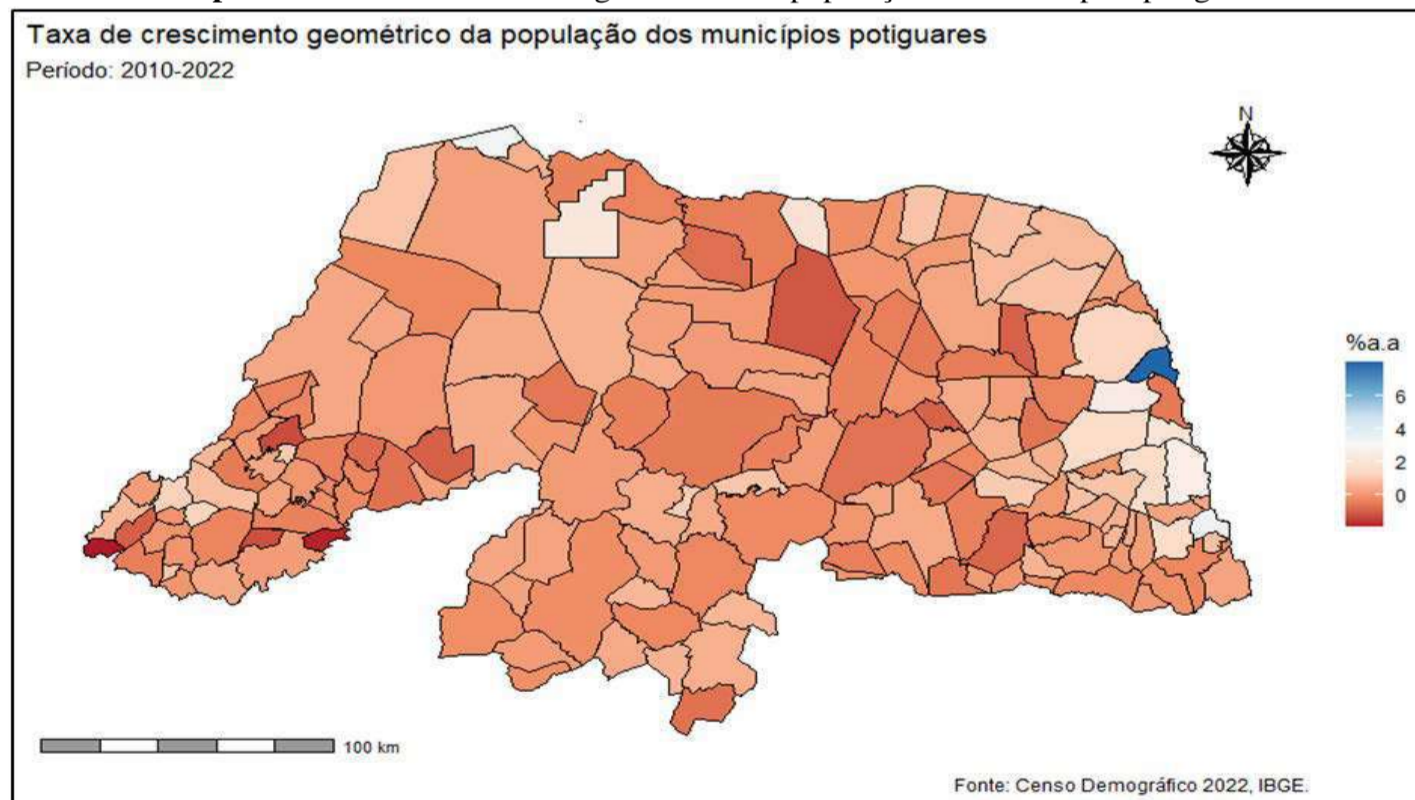 Taxa de crescimento geométrico da população dos municípios potiguares
Período: 2010-2022
N
%a.a
6
4
2
0
100 km
Fonte: Censo Demográfico 2022, IBGE.